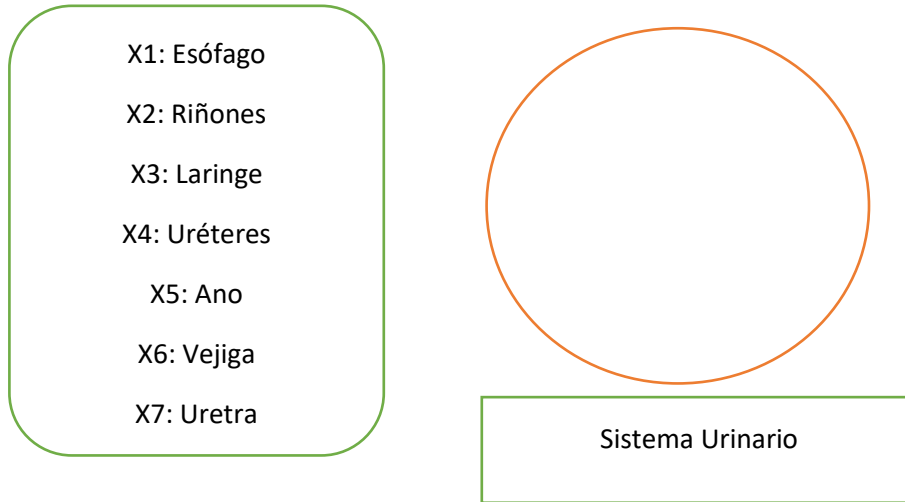 X1: Esófago
X2: Riñones
X3: Laringe
X4: Uréteres
X5: Ano
X6: Vejiga
X7: Uretra
Sistema Urinario